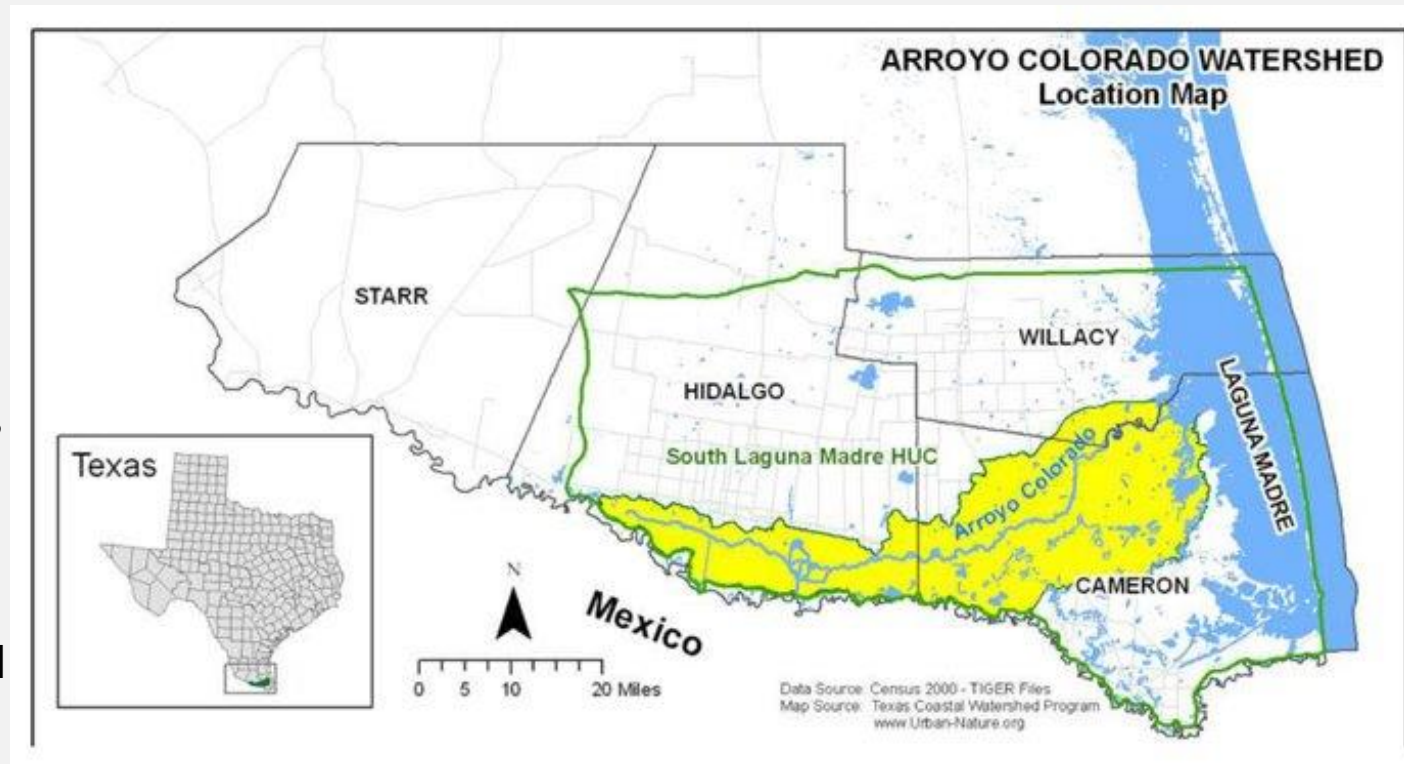 ARROYO COLORADO WATERSHED
Location Map
STARR
WILLACY
HIDALGO
LAGUNA MADRE
South Laguna Madre HUC
Arroyo Colorado
Texas
CAMERON
N
Mexico
0 5 10 20 Miles
Data Source: Census 2000 - TIGER Files
Map Source: Texas Coastal Watershed Program
www.Urban-Nature.org